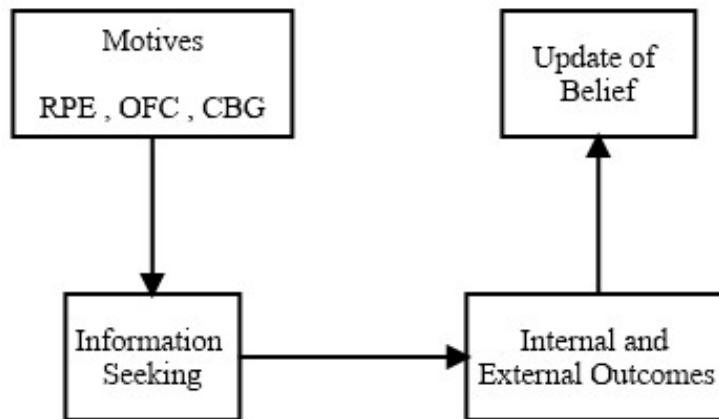 Motives
RPE , OFC , CBG
Update of
Belief
Information
Seeking
Internal and
External Outcomes